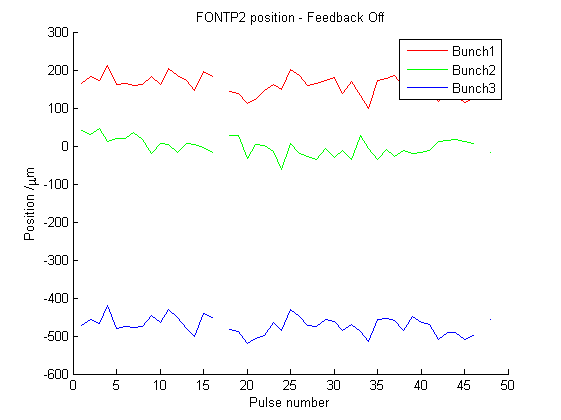 FONTP2 position - Feedback Off
300
200
100
0
-100
-200
-300
-400
-500
-600
Position /μm
Bunch1
Bunch2
Bunch3
0 5 10 15 20 25 30 35 40 45 50
Pulse number